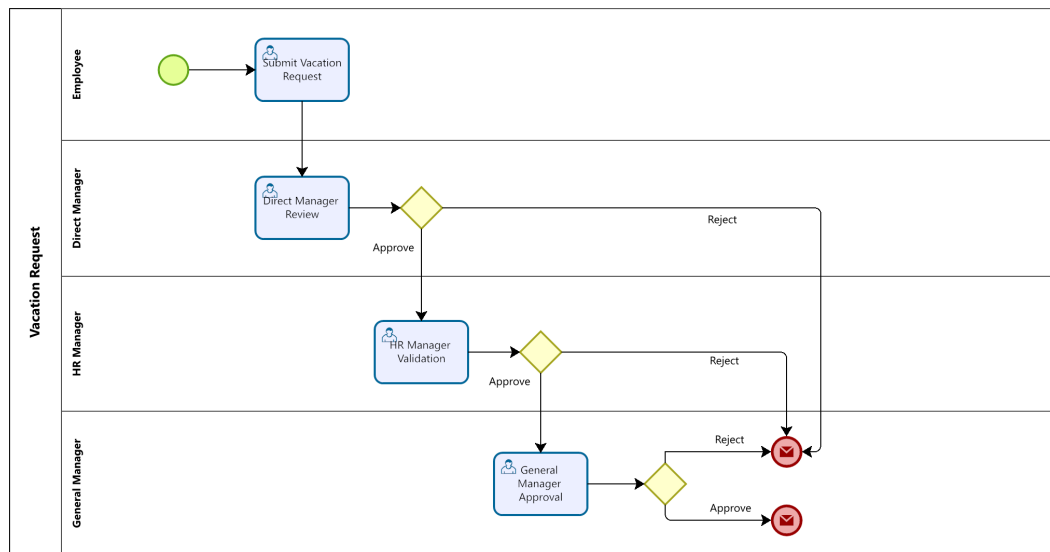 Vacation Request
Employee
Submit Vacation
Request
Direct Manager
Direct Manager
Review
Reject
Approve
HR Manager
HR Manager
Validation
Reject
Approve
General Manager
General
Manager
Approval
Reject
Approve